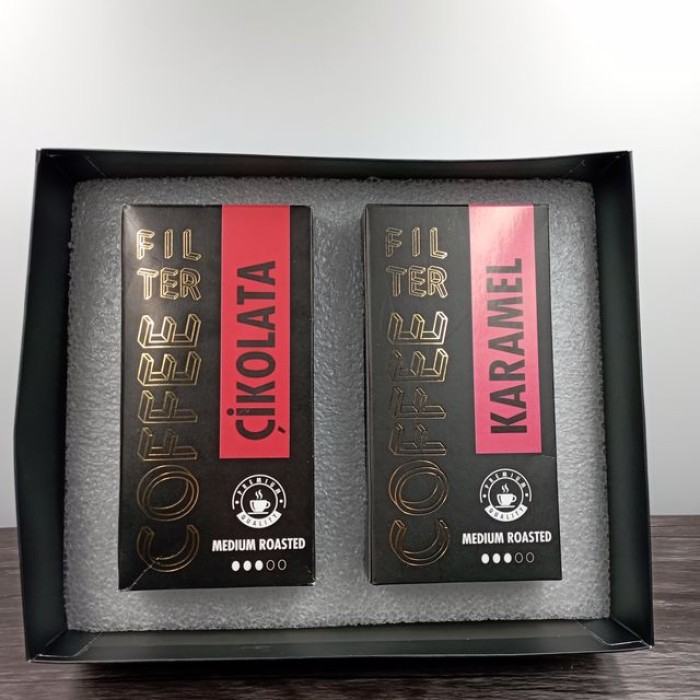 FIL
TER
COFFEE
ÇİKOLATA
PREMIUM
QUALITY
MEDIUM ROASTED
FIL
TER
COFFEE
KARAMEL
PREMIUM
QUALITY
MEDIUM ROASTED